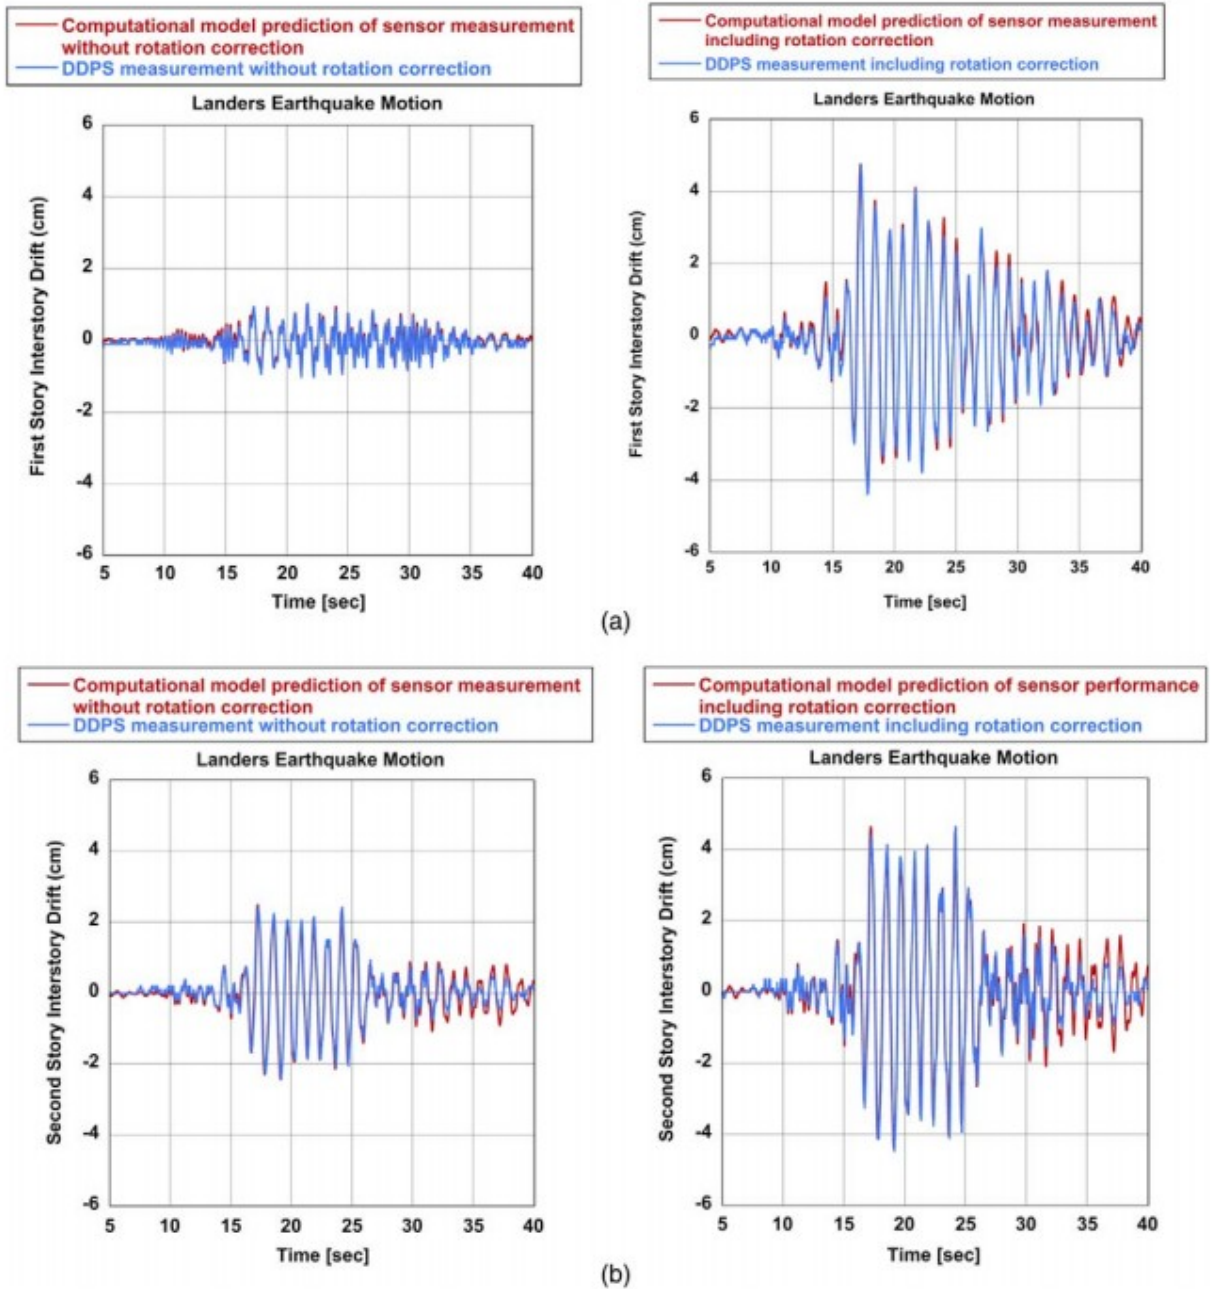 Computational model prediction of sensor measurement
without rotation correction
DDPS measurement without rotation correction
Landers Earthquake Motion
First Story Interstory Drift (cm)
6
4
2
0
-2
-4
-6
5 10 15 20 25 30 35 40
Time [sec]
Computational model prediction of sensor measurement
including rotation correction
DDPS measurement including rotation correction
Landers Earthquake Motion
First Story Interstory Drift (cm)
6
4
2
0
-2
-4
-6
5 10 15 20 25 30 35 40
Time [sec]
(a)
Computational model prediction of sensor measurement
without rotation correction
DDPS measurement without rotation correction
Landers Earthquake Motion
Second Story Interstory Drift (cm)
6
4
2
0
-2
-4
-6
5 10 15 20 25 30 35 40
Time [sec]
Computational model prediction of sensor performance
including rotation correction
DDPS measurement including rotation correction
Landers Earthquake Motion
Second Story Interstory Drift (cm)
6
4
2
0
-2
-4
-6
5 10 15 20 25 30 35 40
Time [sec]
(b)